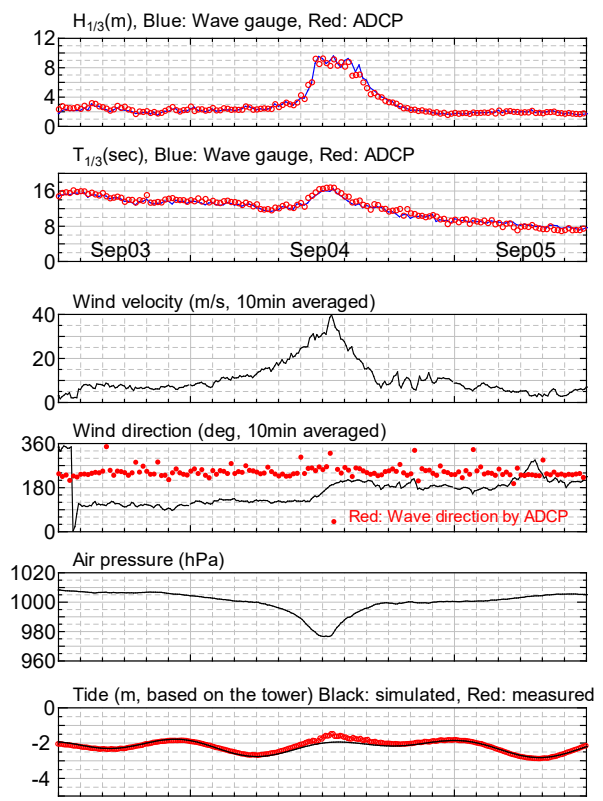 H1/3(m), Blue: Wave gauge, Red: ADCP
12
8
4
0
T1/3(sec), Blue: Wave gauge, Red: ADCP
16
8
0
Sep03 Sep04 Sep05
Wind velocity (m/s, 10min averaged)
40
20
0
Wind direction (deg, 10min averaged)
360
180
0
Red: Wave direction by ADCP
Air pressure (hPa)
1020
1000
980
960
Tide (m, based on the tower) Black: simulated, Red: measured
0
-2
-4